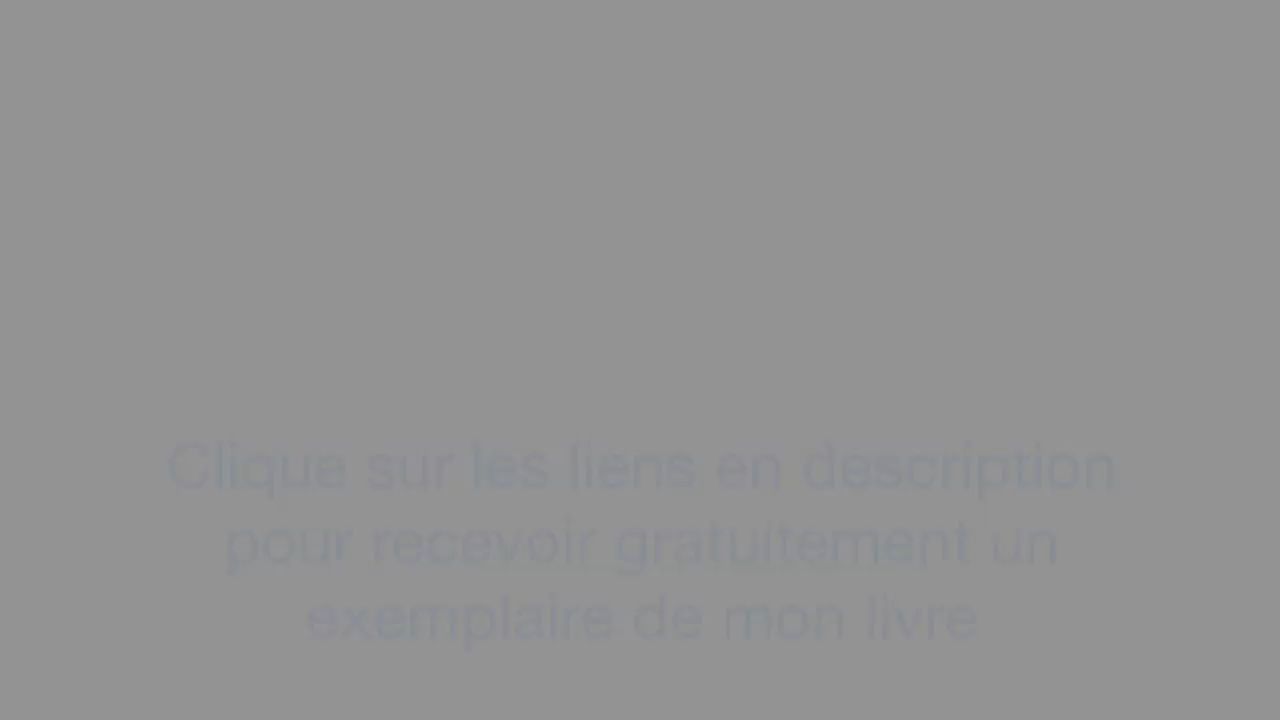 Clique sur les liens en description
pour recevoir gratuitement un
exemplaire de mon livre